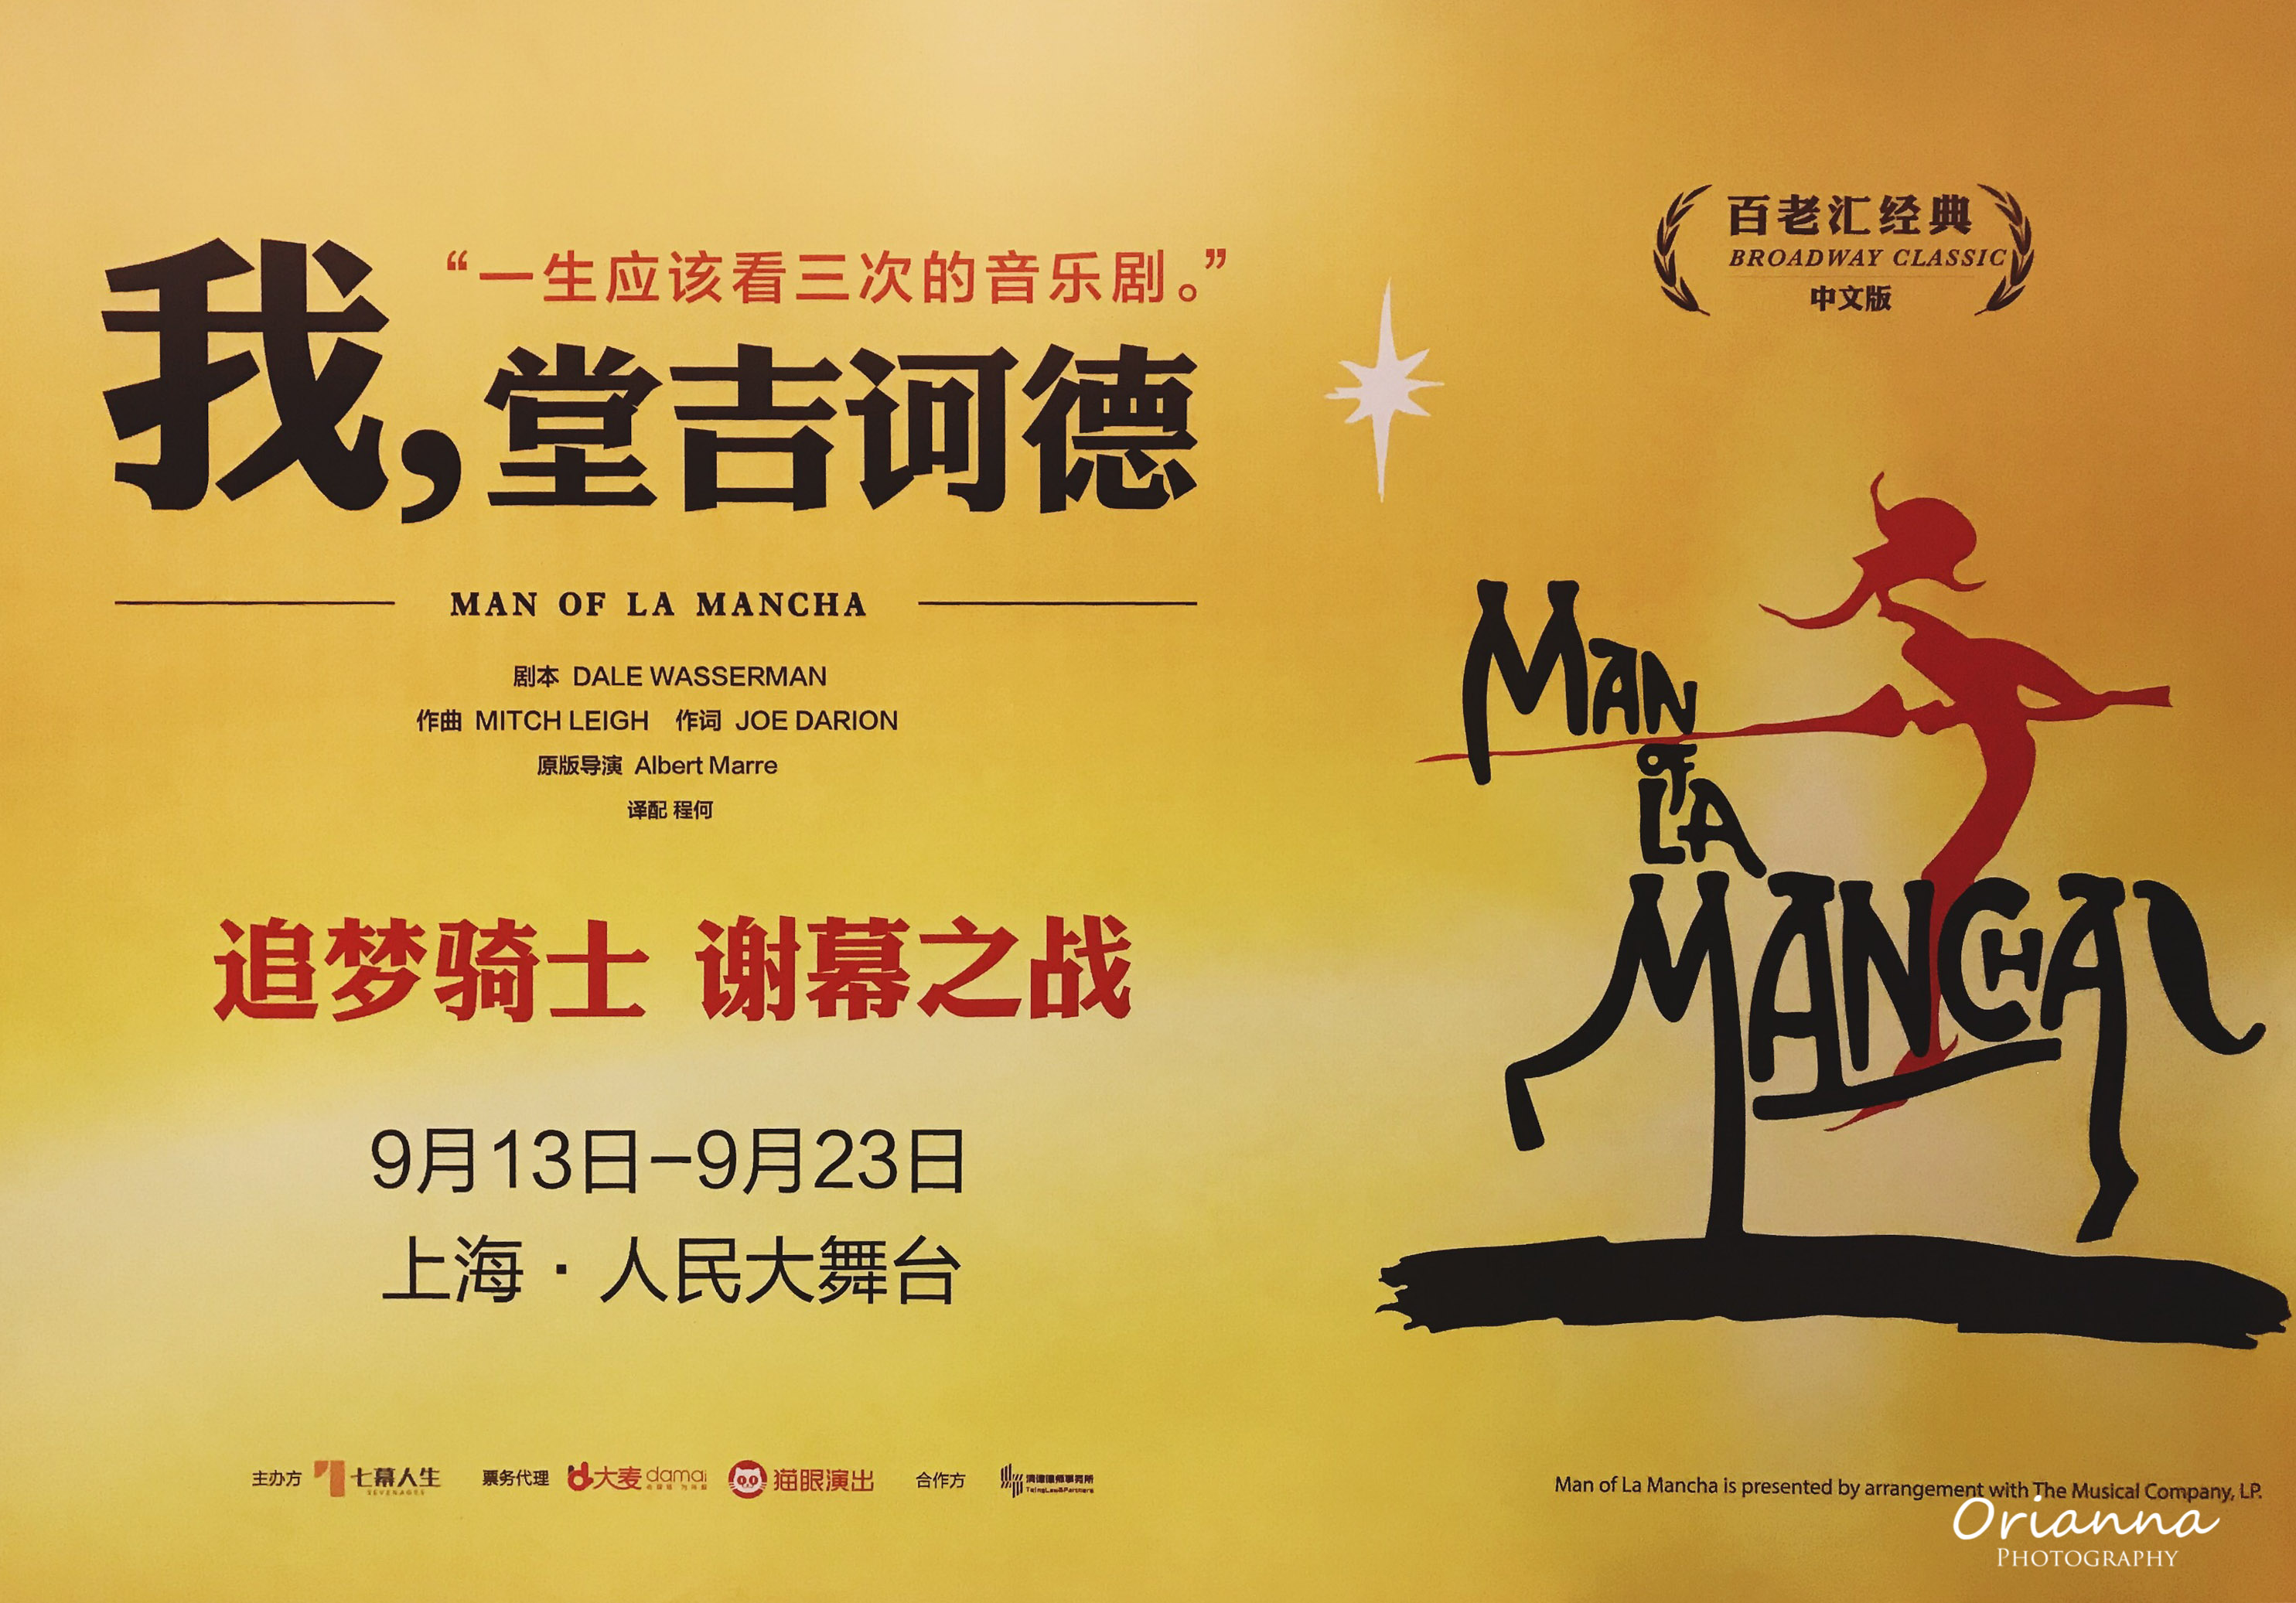 “一生应该看三次的音乐剧。”
我,堂吉诃德
MAN OF LA MANCHA
剧本 DALE WASSERMAN
作曲 MITCH LEIGH 作词 JOE DARION
原版导演 Albert Marre
译配 程何
追梦骑士 谢幕之战
9月13日-9月23日
上海·人民大舞台
主办方 七幕人生 SEVENAGES 票务代理 大麦 damai 猫眼演出 合作方
百老汇经典
BROADWAY CLASSIC
中文版
MAN
OF
LA
MANCHA
Man of La Mancha is presented by arrangement with The Musical Company, LP.
Orianna
PHOTOGRAPHY